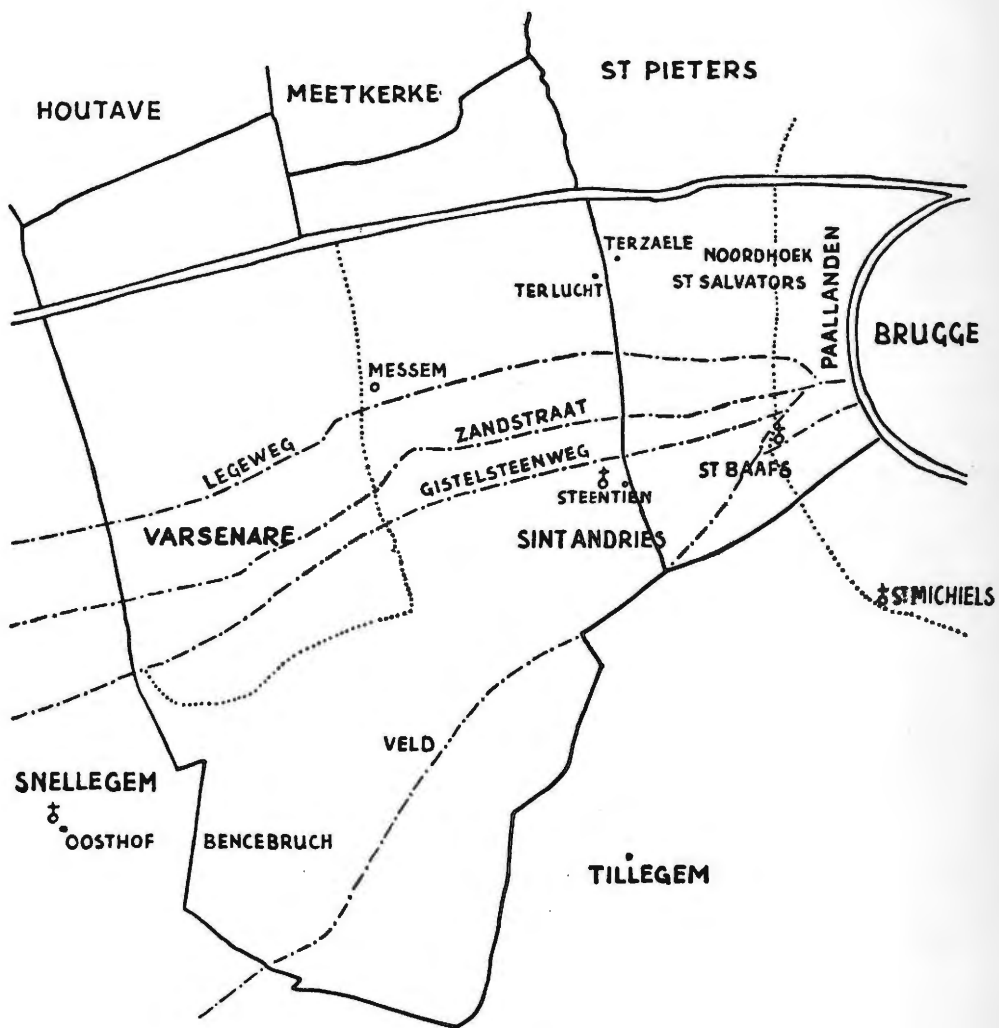 ST PIETERS
MEETKERKE
HOUTAVE
TERZAELE
NOORDHOEK
ST SALVATORS
PAALLANDEN
TERLUCHT
BRUGGE
MESSEM
LEGEWEG
ZANDSTRAAT
GISTELSTEENWEG
ST BAAFS
STEENTIEN
VARSENARE
SINT ANDRIES
ST MICHIELS
VELD
SNELLEGEM
OOSTHOF
BENCEBRUCH
TILLEGEM